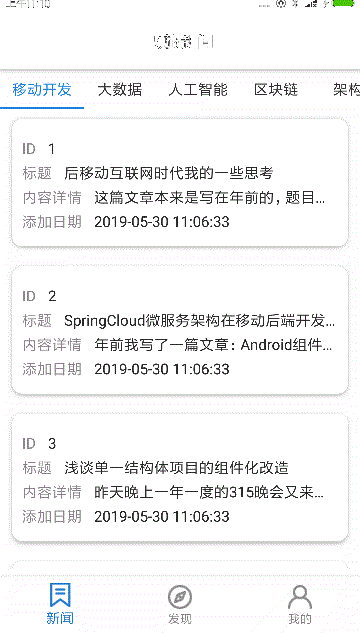 上午11:10
移动开发 大数据 人工智能 区块链 架构
ID 1
标题 后移动互联网时代我的一些思考
内容详情 这篇文章本来是写在年前的，题目...
添加日期 2019-05-30 11:06:33
ID 2
标题 SpringCloud微服务架构在移动后端开发...
内容详情 年前我写了一篇文章：Android组件...
添加日期 2019-05-30 11:06:33
ID 3
标题 浅谈单一结构体项目的组件化改造
内容详情 昨天晚上一年一度的315晚会又来...
添加日期 2019-05-30 11:06:33
新闻 发现 我的